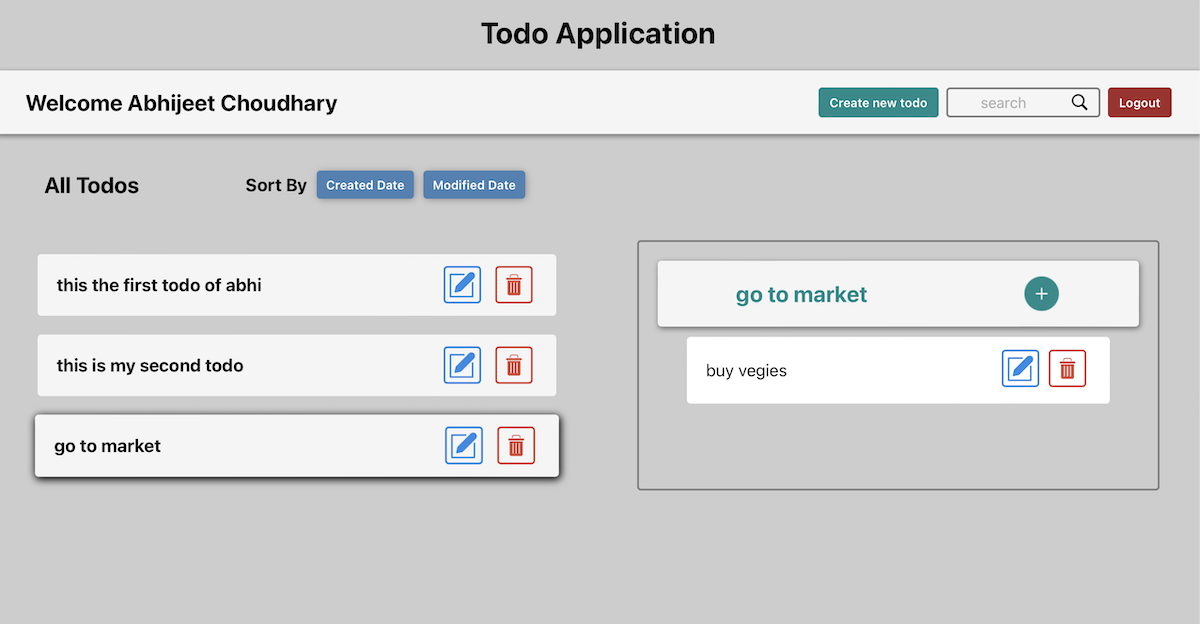 Todo Application
Welcome Abhijeet Choudhary
Create new todo
search
Logout
All Todos
Sort By
Created Date
Modified Date
this the first todo of abhi
this is my second todo
go to market
go to market
+
buy vegies